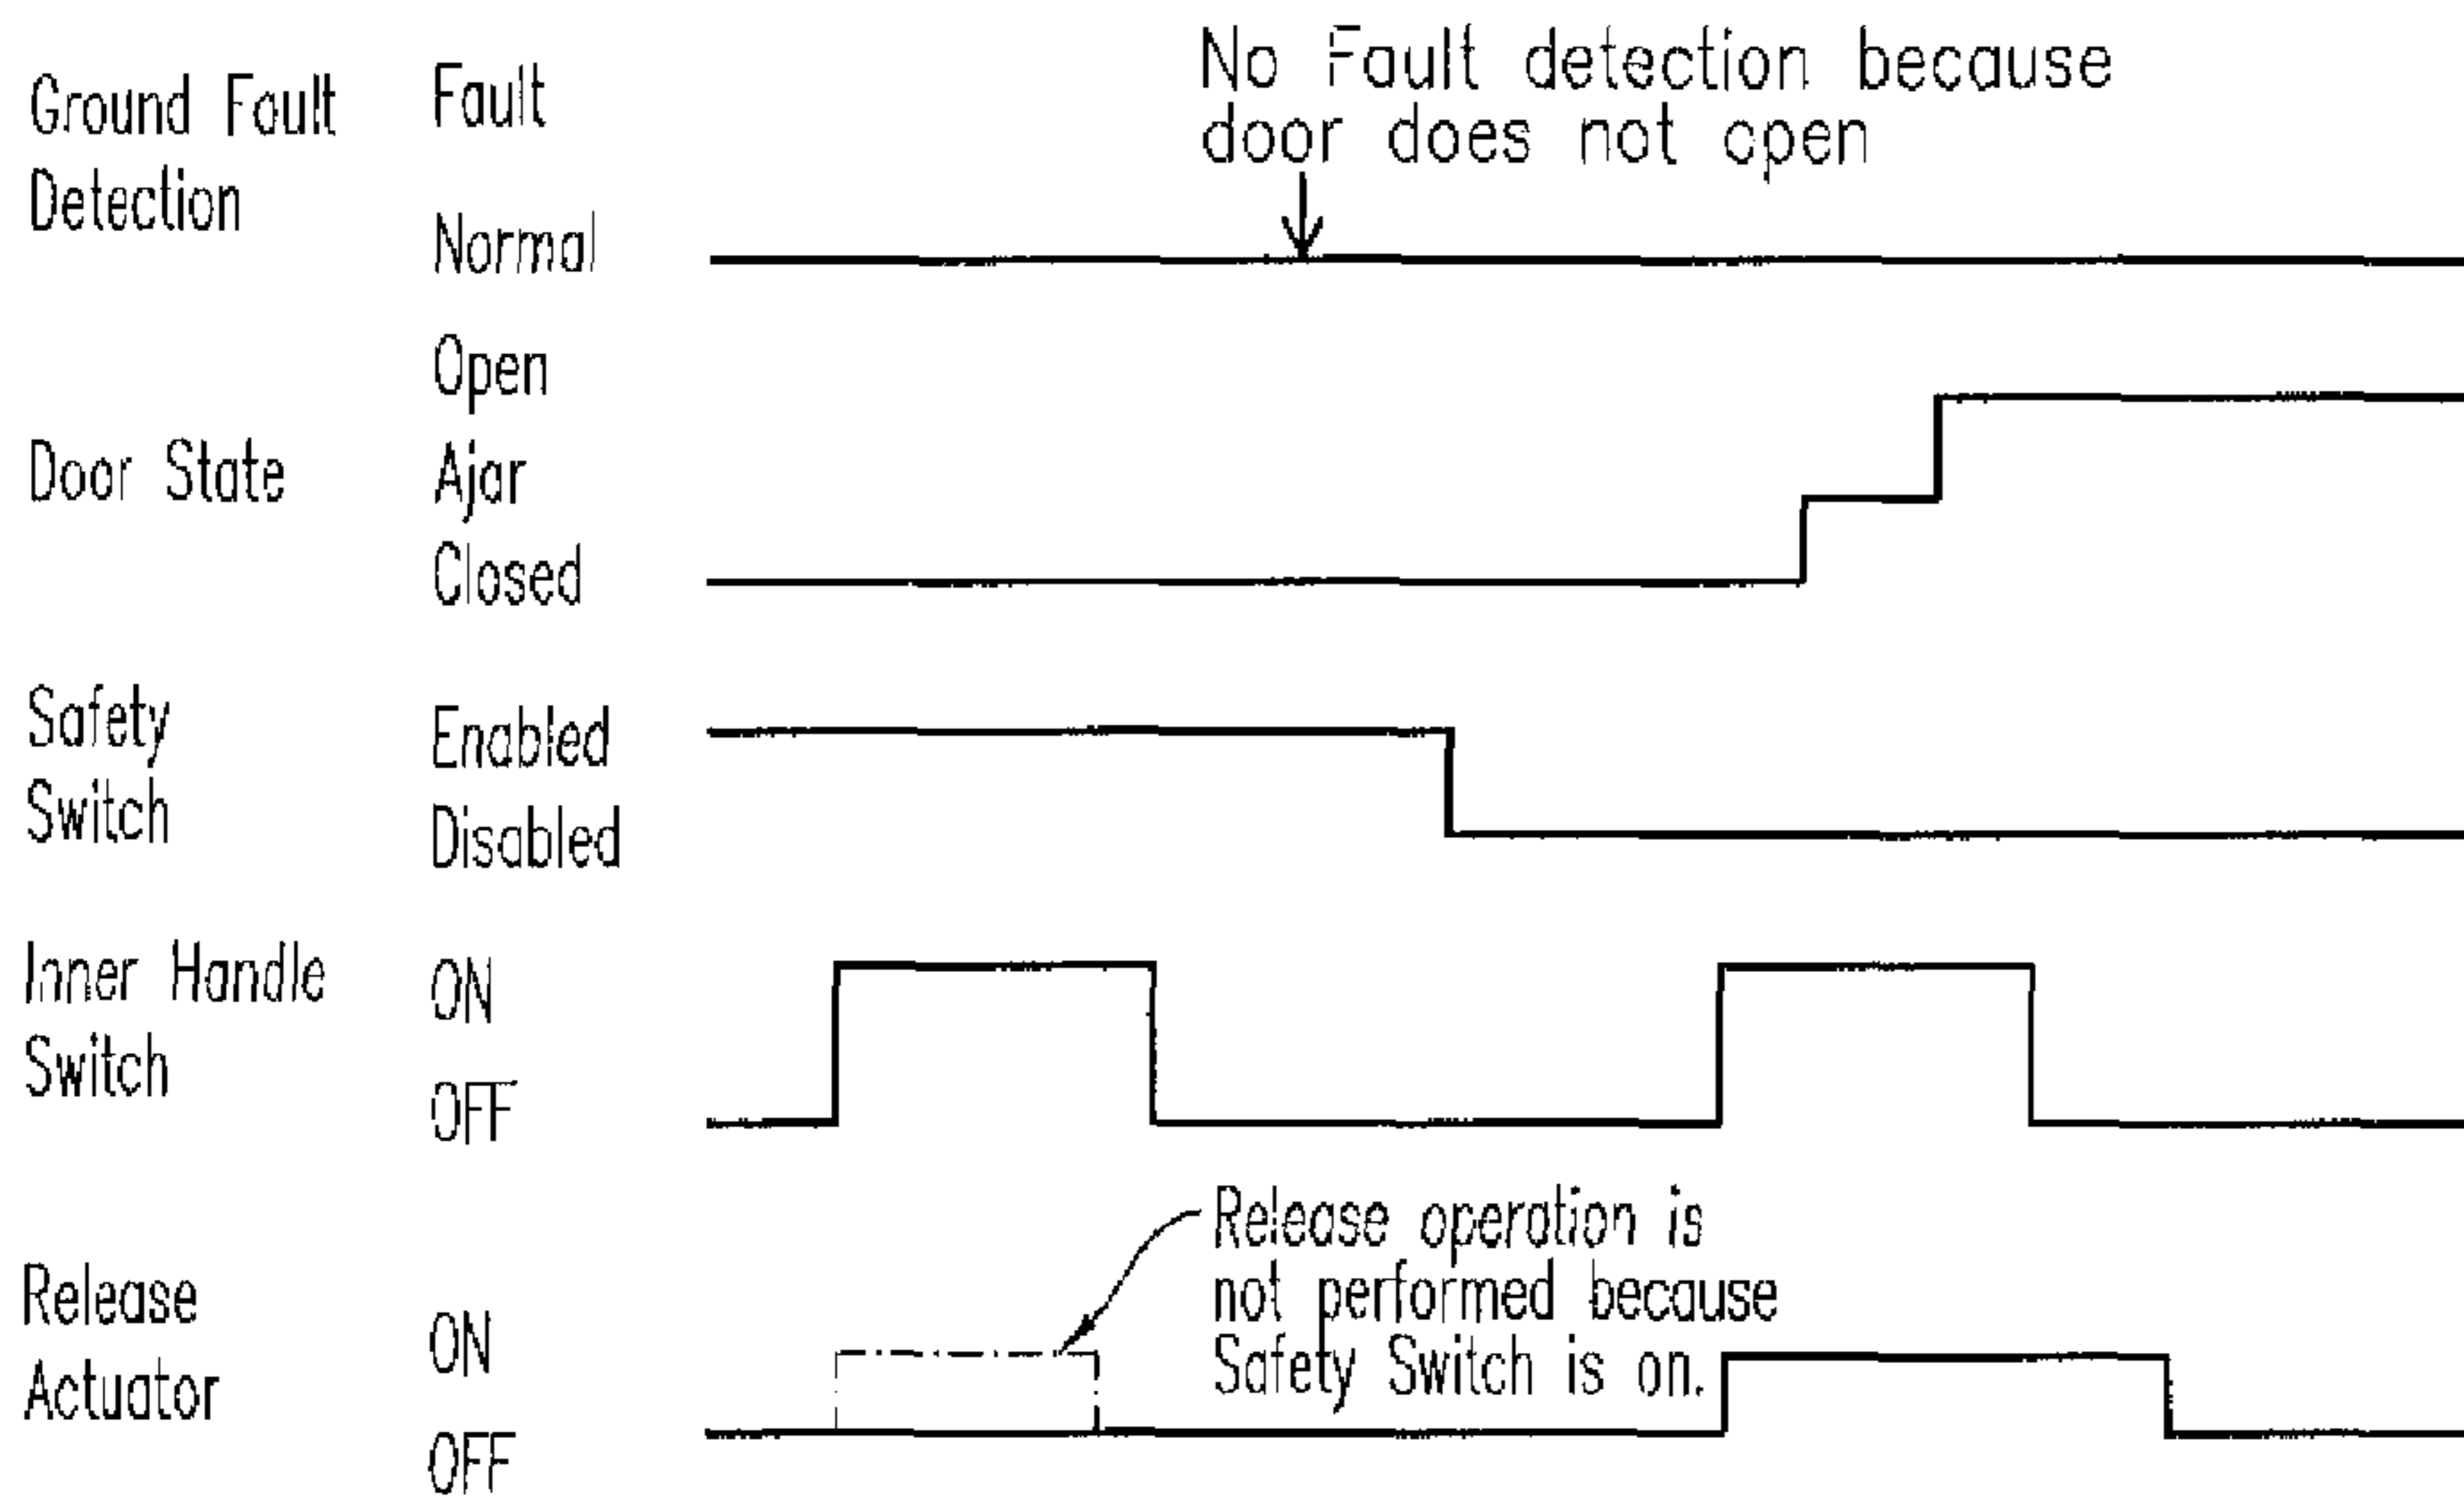 No Fault detection because
door does not open
Ground Fault
Detection
Fault
Normal
Door State
Open
Ajar
Closed
Safety
Switch
Enabled
Disabled
Inner Handle
Switch
ON
OFF
Release operation is
not performed because
Safety Switch is on.
Release
Actuator
ON
OFF